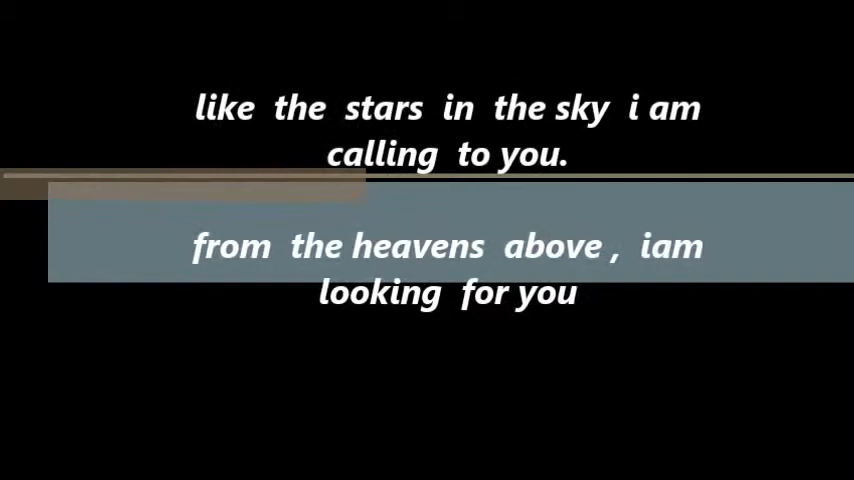 like the stars in the sky i am
calling to you.
from the heavens above , iam
looking for you